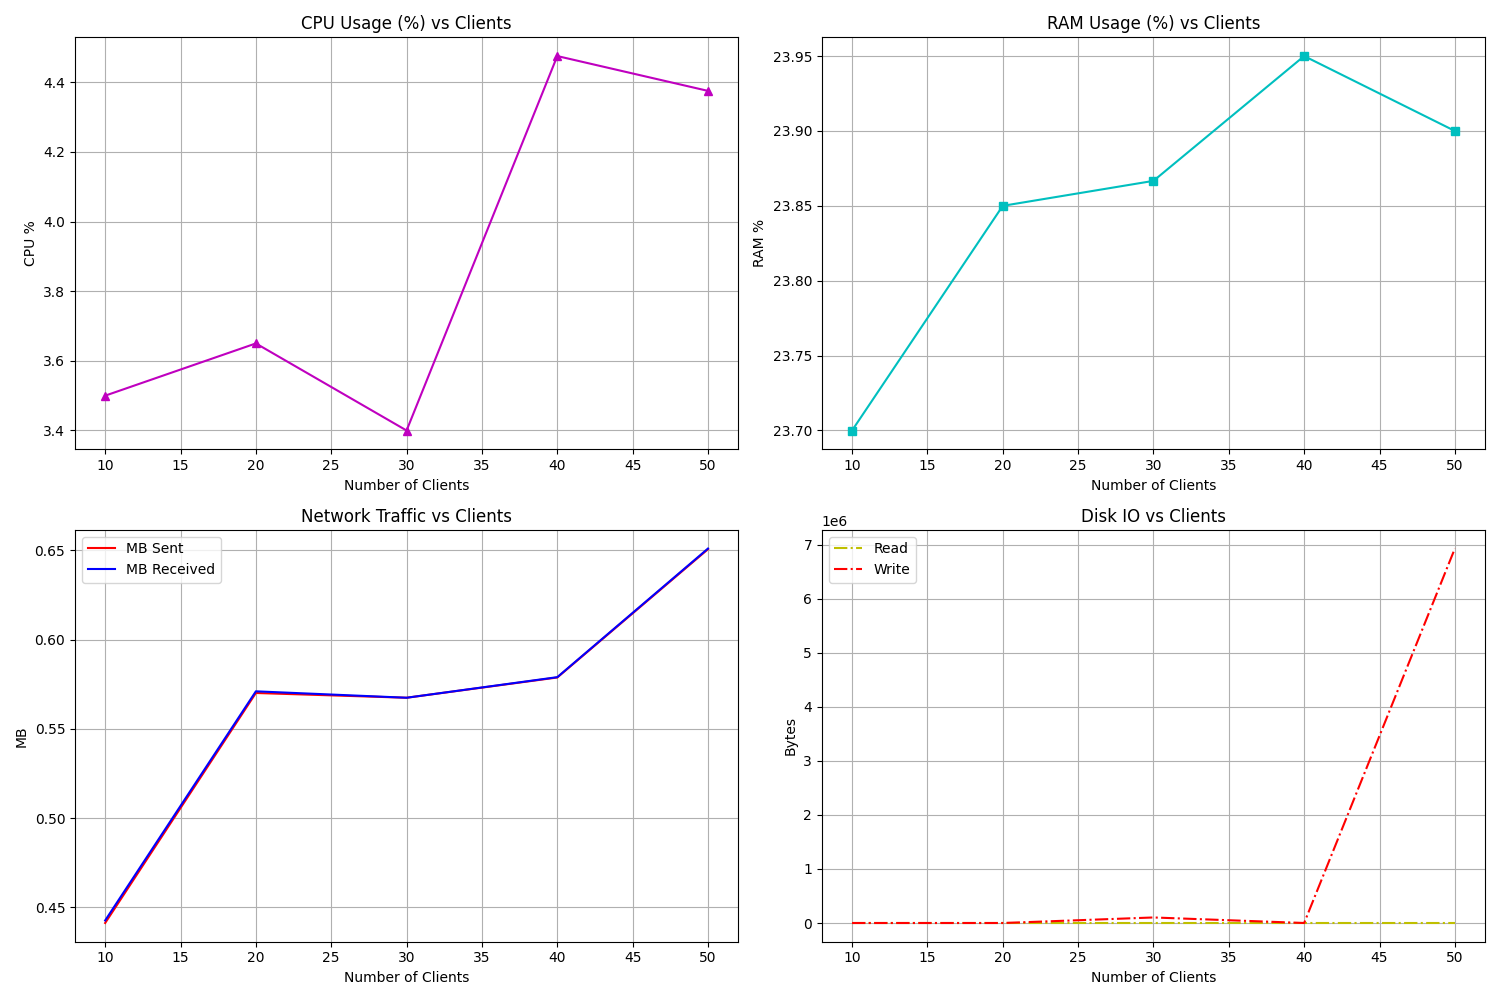 CPU Usage (%) vs Clients
CPU %
4.4
4.2
4.0
3.8
3.6
3.4
10 15 20 25 30 35 40 45 50
Number of Clients
RAM Usage (%) vs Clients
RAM %
23.95
23.90
23.85
23.80
23.75
23.70
10 15 20 25 30 35 40 45 50
Number of Clients
Network Traffic vs Clients
MB Sent
MB Received
MB
0.65
0.60
0.55
0.50
0.45
10 15 20 25 30 35 40 45 50
Number of Clients
Disk IO vs Clients
1e6
Read
Write
Bytes
7
6
5
4
3
2
1
0
10 15 20 25 30 35 40 45 50
Number of Clients